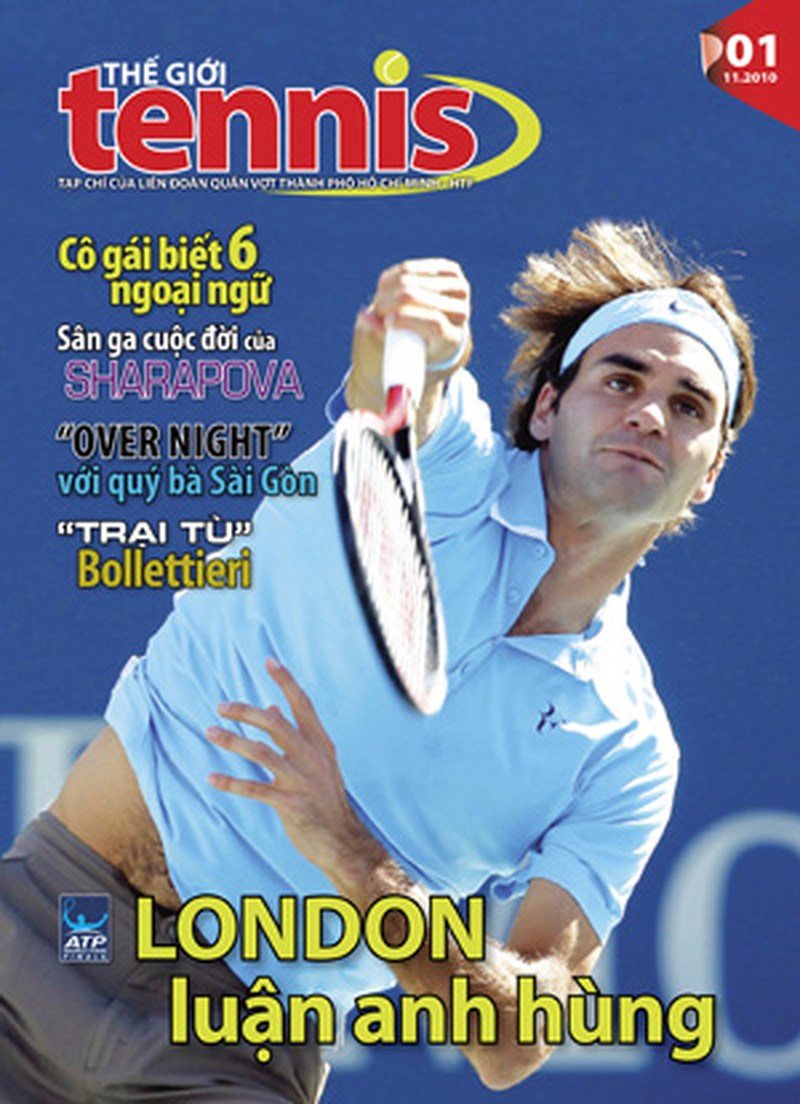 01
11.2010
THẾ GIỚI
tennis
TẠP CHÍ CỦA LIÊN ĐOÀN QUẦN VỢT THÀNH PHỐ HỒ CHÍ MINH - HTF
Cô gái biết 6
ngoại ngữ
Sân ga cuộc đời của
SHARAPOVA
“OVER NIGHT”
với quý bà Sài Gòn
“TRẠI TÙ”
Bollettieri
ATP
FINALS
LONDON
luận anh hùng